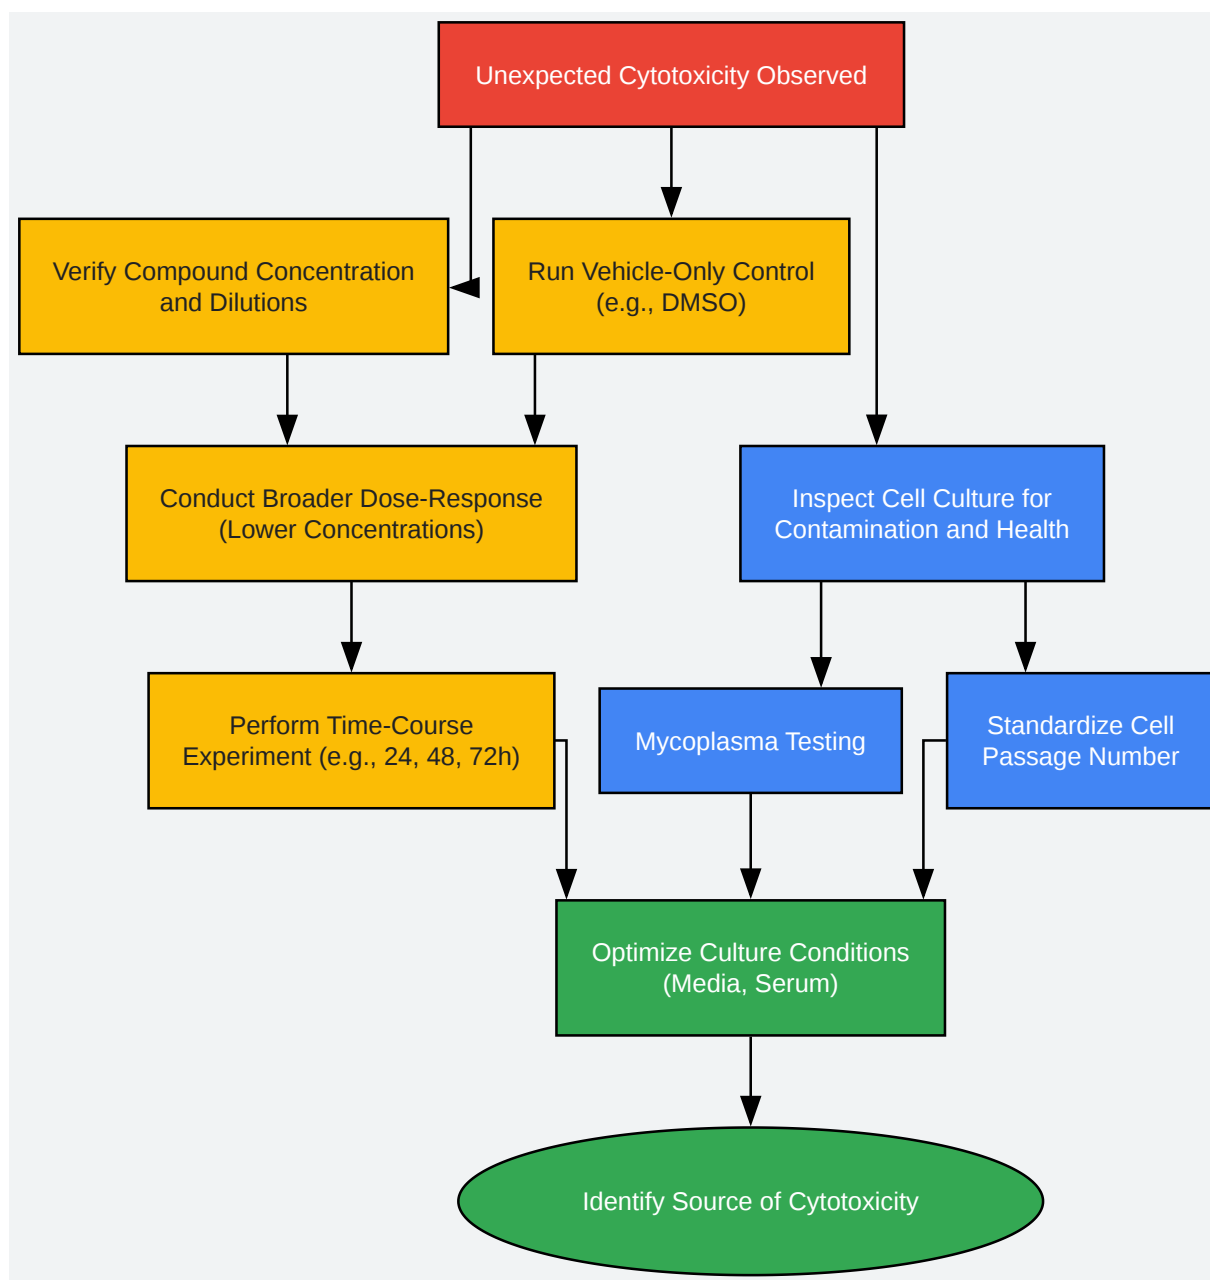 Unexpected Cytotoxicity Observed
Verify Compound Concentration
and Dilutions
Run Vehicle-Only Control
(e.g., DMSO)
Conduct Broader Dose-Response
(Lower Concentrations)
Inspect Cell Culture for
Contamination and Health
Perform Time-Course
Experiment (e.g., 24, 48, 72h)
Mycoplasma Testing
Standardize Cell
Passage Number
Optimize Culture Conditions
(Media, Serum)
Identify Source of Cytotoxicity